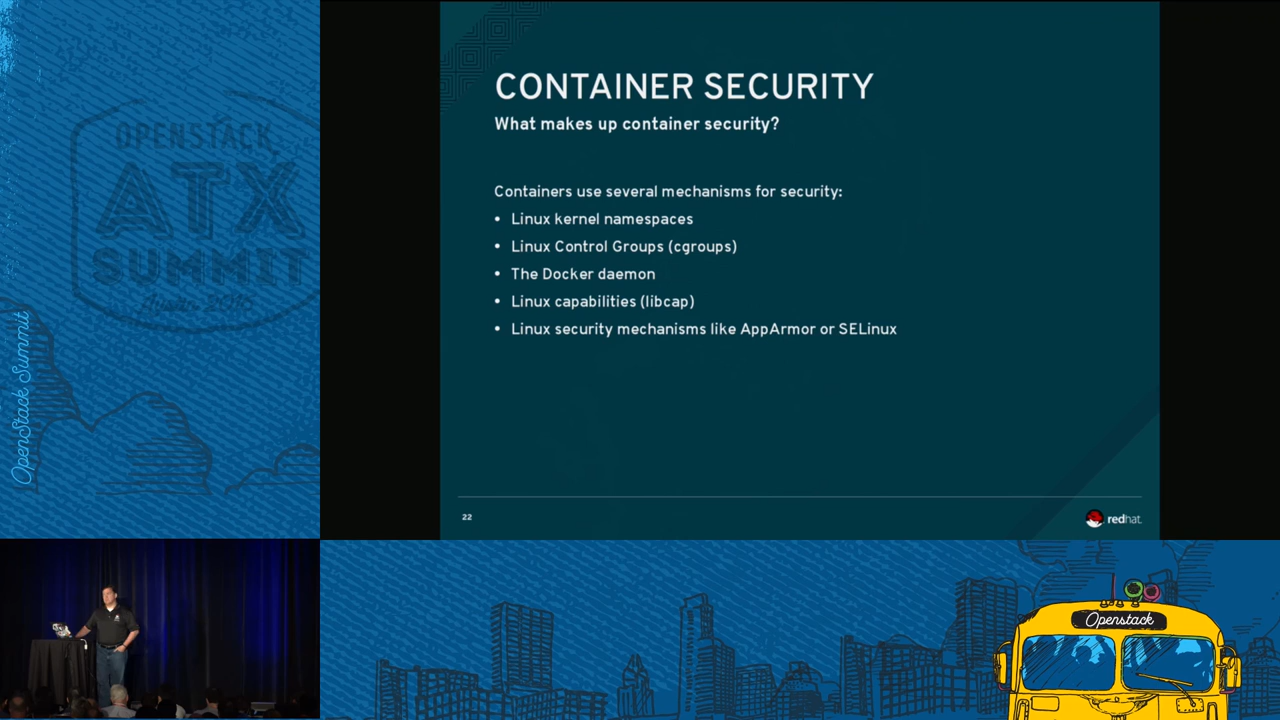 OPENSTACK
ATX
SUMMIT
Austin 2016
OpenStack Summit
CONTAINER SECURITY
What makes up container security?
Containers use several mechanisms for security:
• Linux kernel namespaces
• Linux Control Groups (cgroups)
• The Docker daemon
• Linux capabilities (libcap)
• Linux security mechanisms like AppArmor or SELinux
22
redhat.
Openstack